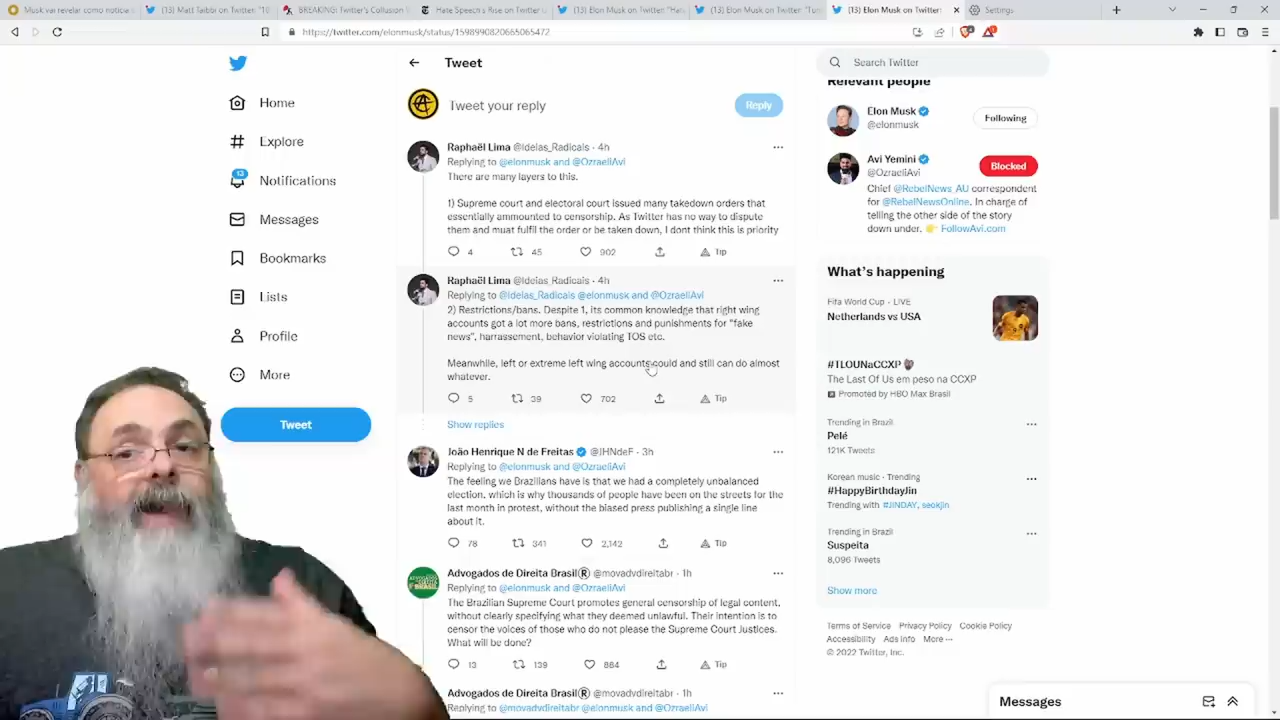 Musk vai revelar como notícia s
(13) Matt Taibbi on Twitter: "16
BREAKING! Twitter's Collusion V
Hate Speech's Rise on Twitter Is
(13) Elon Musk on Twitter: "Ha
(13) Elon Musk on Twitter
(13) Elon Musk on Twitter
Settings
https://twitter.com/elonmusk/status/1598990820665065472
Home
Explore
13
Notifications
Messages
Bookmarks
Lists
Profile
More
Tweet
Tweet
Tweet your reply
Reply
Raphaël Lima @Ideias_Radicais · 4h
Replying to @elonmusk and @OzraeliAvi
There are many layers to this.
1) Supreme court and electoral court issued many takedown orders that
essentially ammounted to censorship. As Twitter has no way to dispute
them and muat fulfil the order or be taken down, I dont think this is priority
4 45 902 Tip
Raphaël Lima @Ideias_Radicais · 4h
Replying to @Ideias_Radicais @elonmusk and @OzraeliAvi
2) Restrictions/bans. Despite 1, its common knowledge that right wing
accounts got a lot more bans, restrictions and punishments for "fake
news", harrassement, behavior violating TOS etc.
Meanwhile, left or extreme left wing accounts could and still can do almost
whatever.
5 39 702 Tip
Show replies
João Henrique N de Freitas @JHNdeF · 3h
Replying to @elonmusk and @OzraeliAvi
The feeling we Brazilians have is that we had a completely unbalanced
election, which is why thousands of people have been on the streets for the
last month in protest, without the biased press publishing a single line
about it.
78 341 2,142 Tip
Advogados de Direita Brasil® @movadvdireitabr · 1h
Replying to @elonmusk and @OzraeliAvi
The Brazilian Supreme Court promotes general censorship of legal content,
without clearly specifying what they deemed unlawful. Their intention is to
censor the voices of those who do not please the Supreme Court Justices.
What will be done?
13 139 884 Tip
Advogados de Direita Brasil® @movadvdireitabr · 1h
Replying to @movadvdireitabr @elonmusk and @OzraeliAvi
Search Twitter
Relevant people
Elon Musk
@elonmusk
Following
Avi Yemini
@OzraeliAvi
Blocked
Chief @RebelNews_AU correspondent
for @RebelNewsOnline. In charge of
telling the other side of the story
down under. 👉 FollowAvi.com
What's happening
Fifa World Cup · LIVE
Netherlands vs USA
#TLOUNaCCXP
The Last Of Us em peso na CCXP
Promoted by HBO Max Brasil
Trending in Brazil
Pelé
121K Tweets
Korean music · Trending
#HappyBirthdayJin
Trending with #JINDAY, seokjin
Trending in Brazil
Suspeita
8,096 Tweets
Show more
Terms of Service Privacy Policy Cookie Policy
Accessibility Ads info More ···
© 2022 Twitter, Inc.
Messages